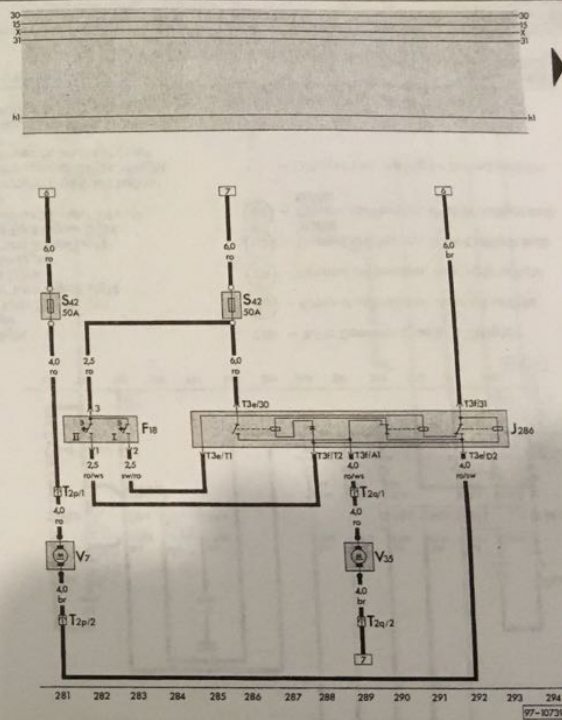 30 30
15 15
X X
31 31
h1 h1
6 7 6
6,0 6,0 6,0
ro ro br
S42 S42
50A 50A
4,0 2,5 6,0
ro ro ro
3 T3e/30 T3f/31
F18 J286
II I
1 2 T3e/T1 T3f/T2 T3f/A1 T3e/D2
2,5 2,5 4,0 4,0
ro/ws sw/ro ro/ws ro/sw
T2p/1 T2q/1
4,0 4,0
ro ro
V7 V35
4,0 4,0
br br
T2p/2 T2q/2
7
281 282 283 284 285 286 287 288 289 290 291 292 293 294